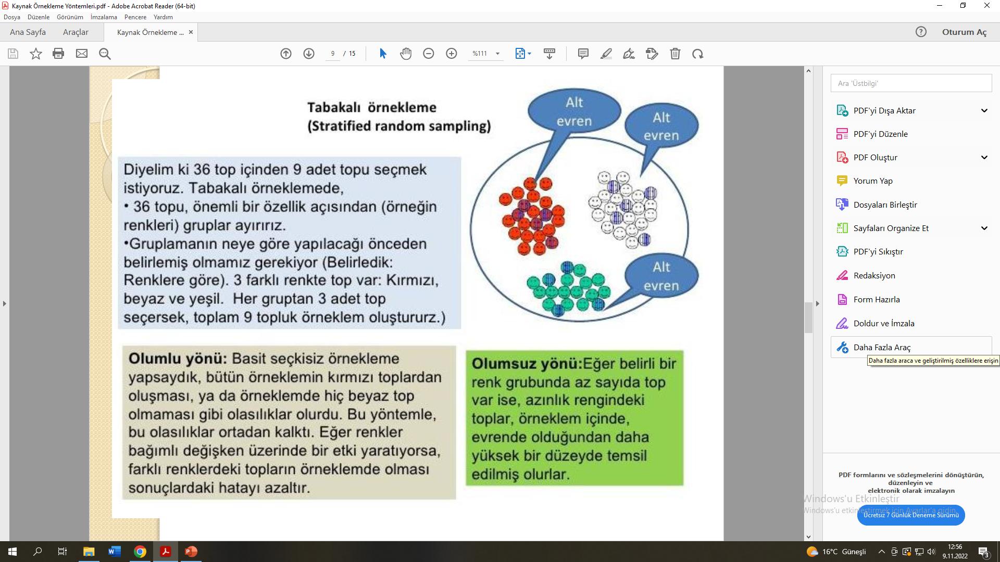 Kaynak Örnekleme Yöntemleri.pdf - Adobe Acrobat Reader (64-bit)
Dosya Düzenle Görünüm İmzalama Pencere Yardım
Ana Sayfa Araçlar Kaynak Örnekleme ... × Oturum Aç
9 / 15 %111
Tabakalı örnekleme
(Stratified random sampling)
Alt
evren
Alt
evren
Diyelim ki 36 top içinden 9 adet topu seçmek
istiyoruz. Tabakalı örneklemede,
• 36 topu, önemli bir özellik açısından (örneğin
renkleri) gruplar ayırırız.
•Gruplamanın neye göre yapılacağı önceden
belirlemiş olmamız gerekiyor (Belirledik:
Renklere göre). 3 farklı renkte top var: Kırmızı,
beyaz ve yeşil. Her gruptan 3 adet top
seçersek, toplam 9 topluk örneklem oluştururz.)
Alt
evren
Olumlu yönü: Basit seçkisiz örnekleme
yapsaydık, bütün örneklemin kırmızı toplardan
oluşması, ya da örneklemde hiç beyaz top
olmaması gibi olasılıklar olurdu. Bu yöntemle,
bu olasılıklar ortadan kalktı. Eğer renkler
bağımlı değişken üzerinde bir etki yaratıyorsa,
farklı renklerdeki topların örneklemde olması
sonuçlardaki hatayı azaltır.
Olumsuz yönü:Eğer belirli bir
renk grubunda az sayıda top
var ise, azınlık rengindeki
toplar, örneklem içinde,
evrende olduğundan daha
yüksek bir düzeyde temsil
edilmiş olurlar.
Ara 'Üstbilgi'
PDF'yi Dışa Aktar
PDF'yi Düzenle
PDF Oluştur
Yorum Yap
Dosyaları Birleştir
Sayfaları Organize Et
PDF'yi Sıkıştır
Redaksiyon
Form Hazırla
Doldur ve İmzala
Daha Fazla Araç
Daha fazla araca ve geliştirilmiş özelliklere erişin
PDF formlarını ve sözleşmelerini dönüştürün,
düzenleyin ve
elektronik olarak imzalayın
Windows'u Etkinleştir
Windows'u etkinleştirmek için Ayarlar'a gidin.
Ücretsiz 7 Günlük Deneme Sürümü
16°C Güneşli
12:56
9.11.2022
3